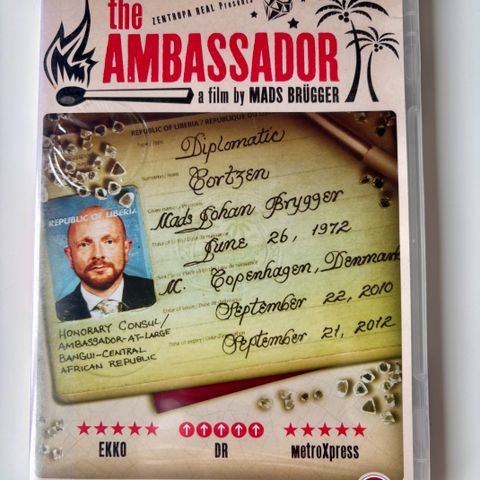 the
ZENTROPA REAL Presents
AMBASSADOR
a film by MADS BRÜGGER
REPUBLIC OF LIBERIA / RÉPUBLIQUE DU
Diplomatic
Cortzen
Mads Johan Brygger
June 26, 1972
M. Copenhagen, Denmark
September 22, 2010
September 21, 2012
REPUBLIC OF LIBERIA
HONORARY CONSUL/
AMBASSADOR-AT-LARGE
BANGUI-CENTRAL
AFRICAN REPUBLIC
EKKO
DR
metroXpress